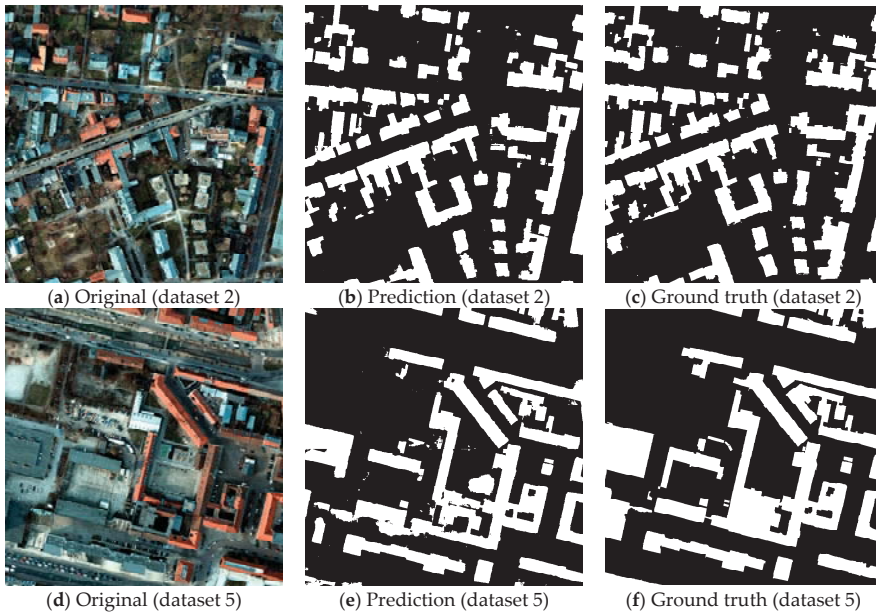 (a) Original (dataset 2) (b) Prediction (dataset 2) (c) Ground truth (dataset 2)
(d) Original (dataset 5) (e) Prediction (dataset 5) (f) Ground truth (dataset 5)